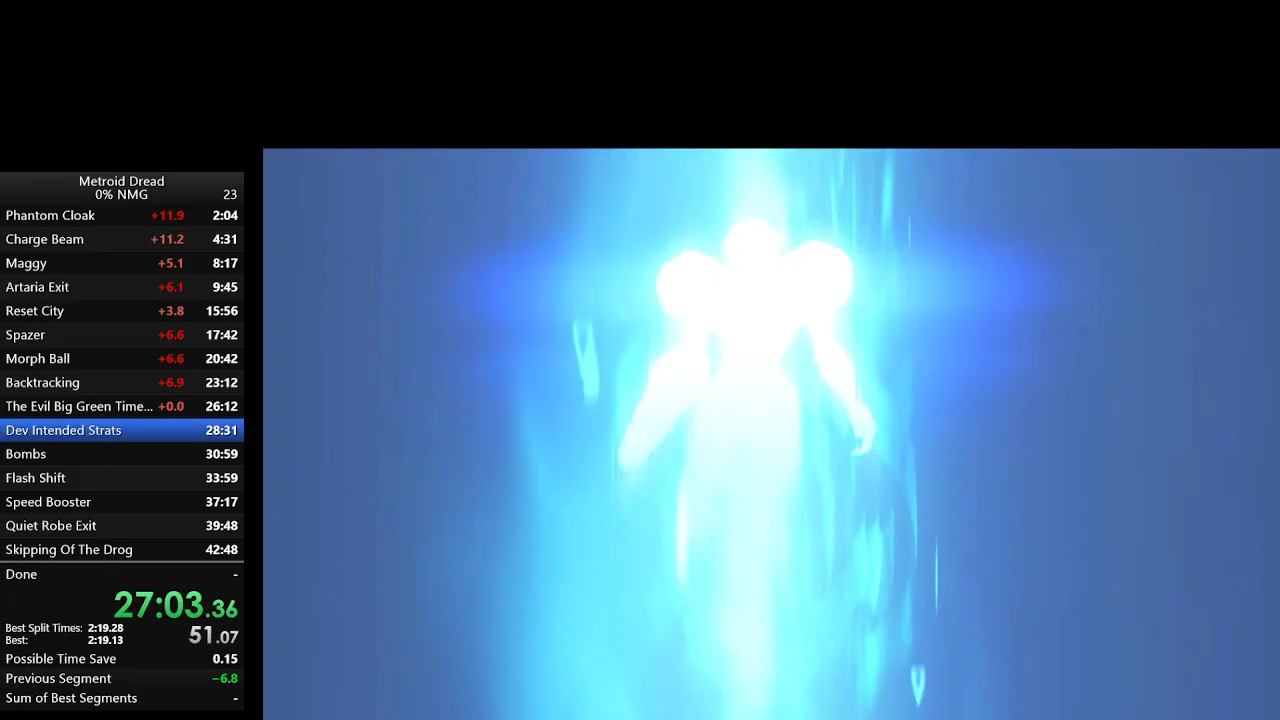 Metroid Dread
0% NMG 23
Phantom Cloak +11.9 2:04
Charge Beam +11.2 4:31
Maggy +5.1 8:17
Artaria Exit +6.1 9:45
Reset City +3.8 15:56
Spazer +6.6 17:42
Morph Ball +6.6 20:42
Backtracking +6.9 23:12
The Evil Big Green Time... +0.0 26:12
Dev Intended Strats 28:31
Bombs 30:59
Flash Shift 33:59
Speed Booster 37:17
Quiet Robe Exit 39:48
Skipping Of The Drog 42:48
Done -
27:03.36
Best Split Times: 2:19.28 51.07
Best: 2:19.13
Possible Time Save 0.15
Previous Segment −6.8
Sum of Best Segments -